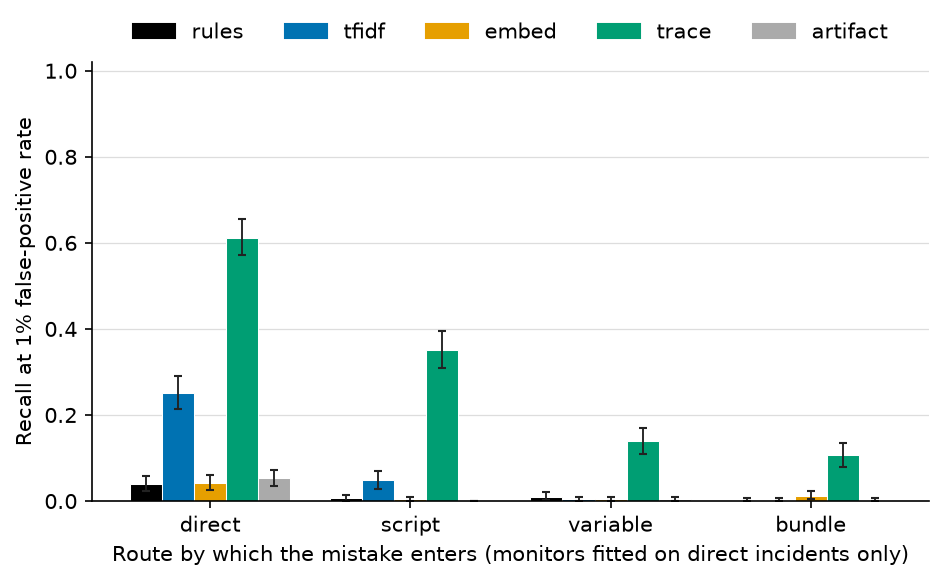 rules tfidf embed trace artifact
Recall at 1% false-positive rate
1.0
0.8
0.6
0.4
0.2
0.0
direct script variable bundle
Route by which the mistake enters (monitors fitted on direct incidents only)